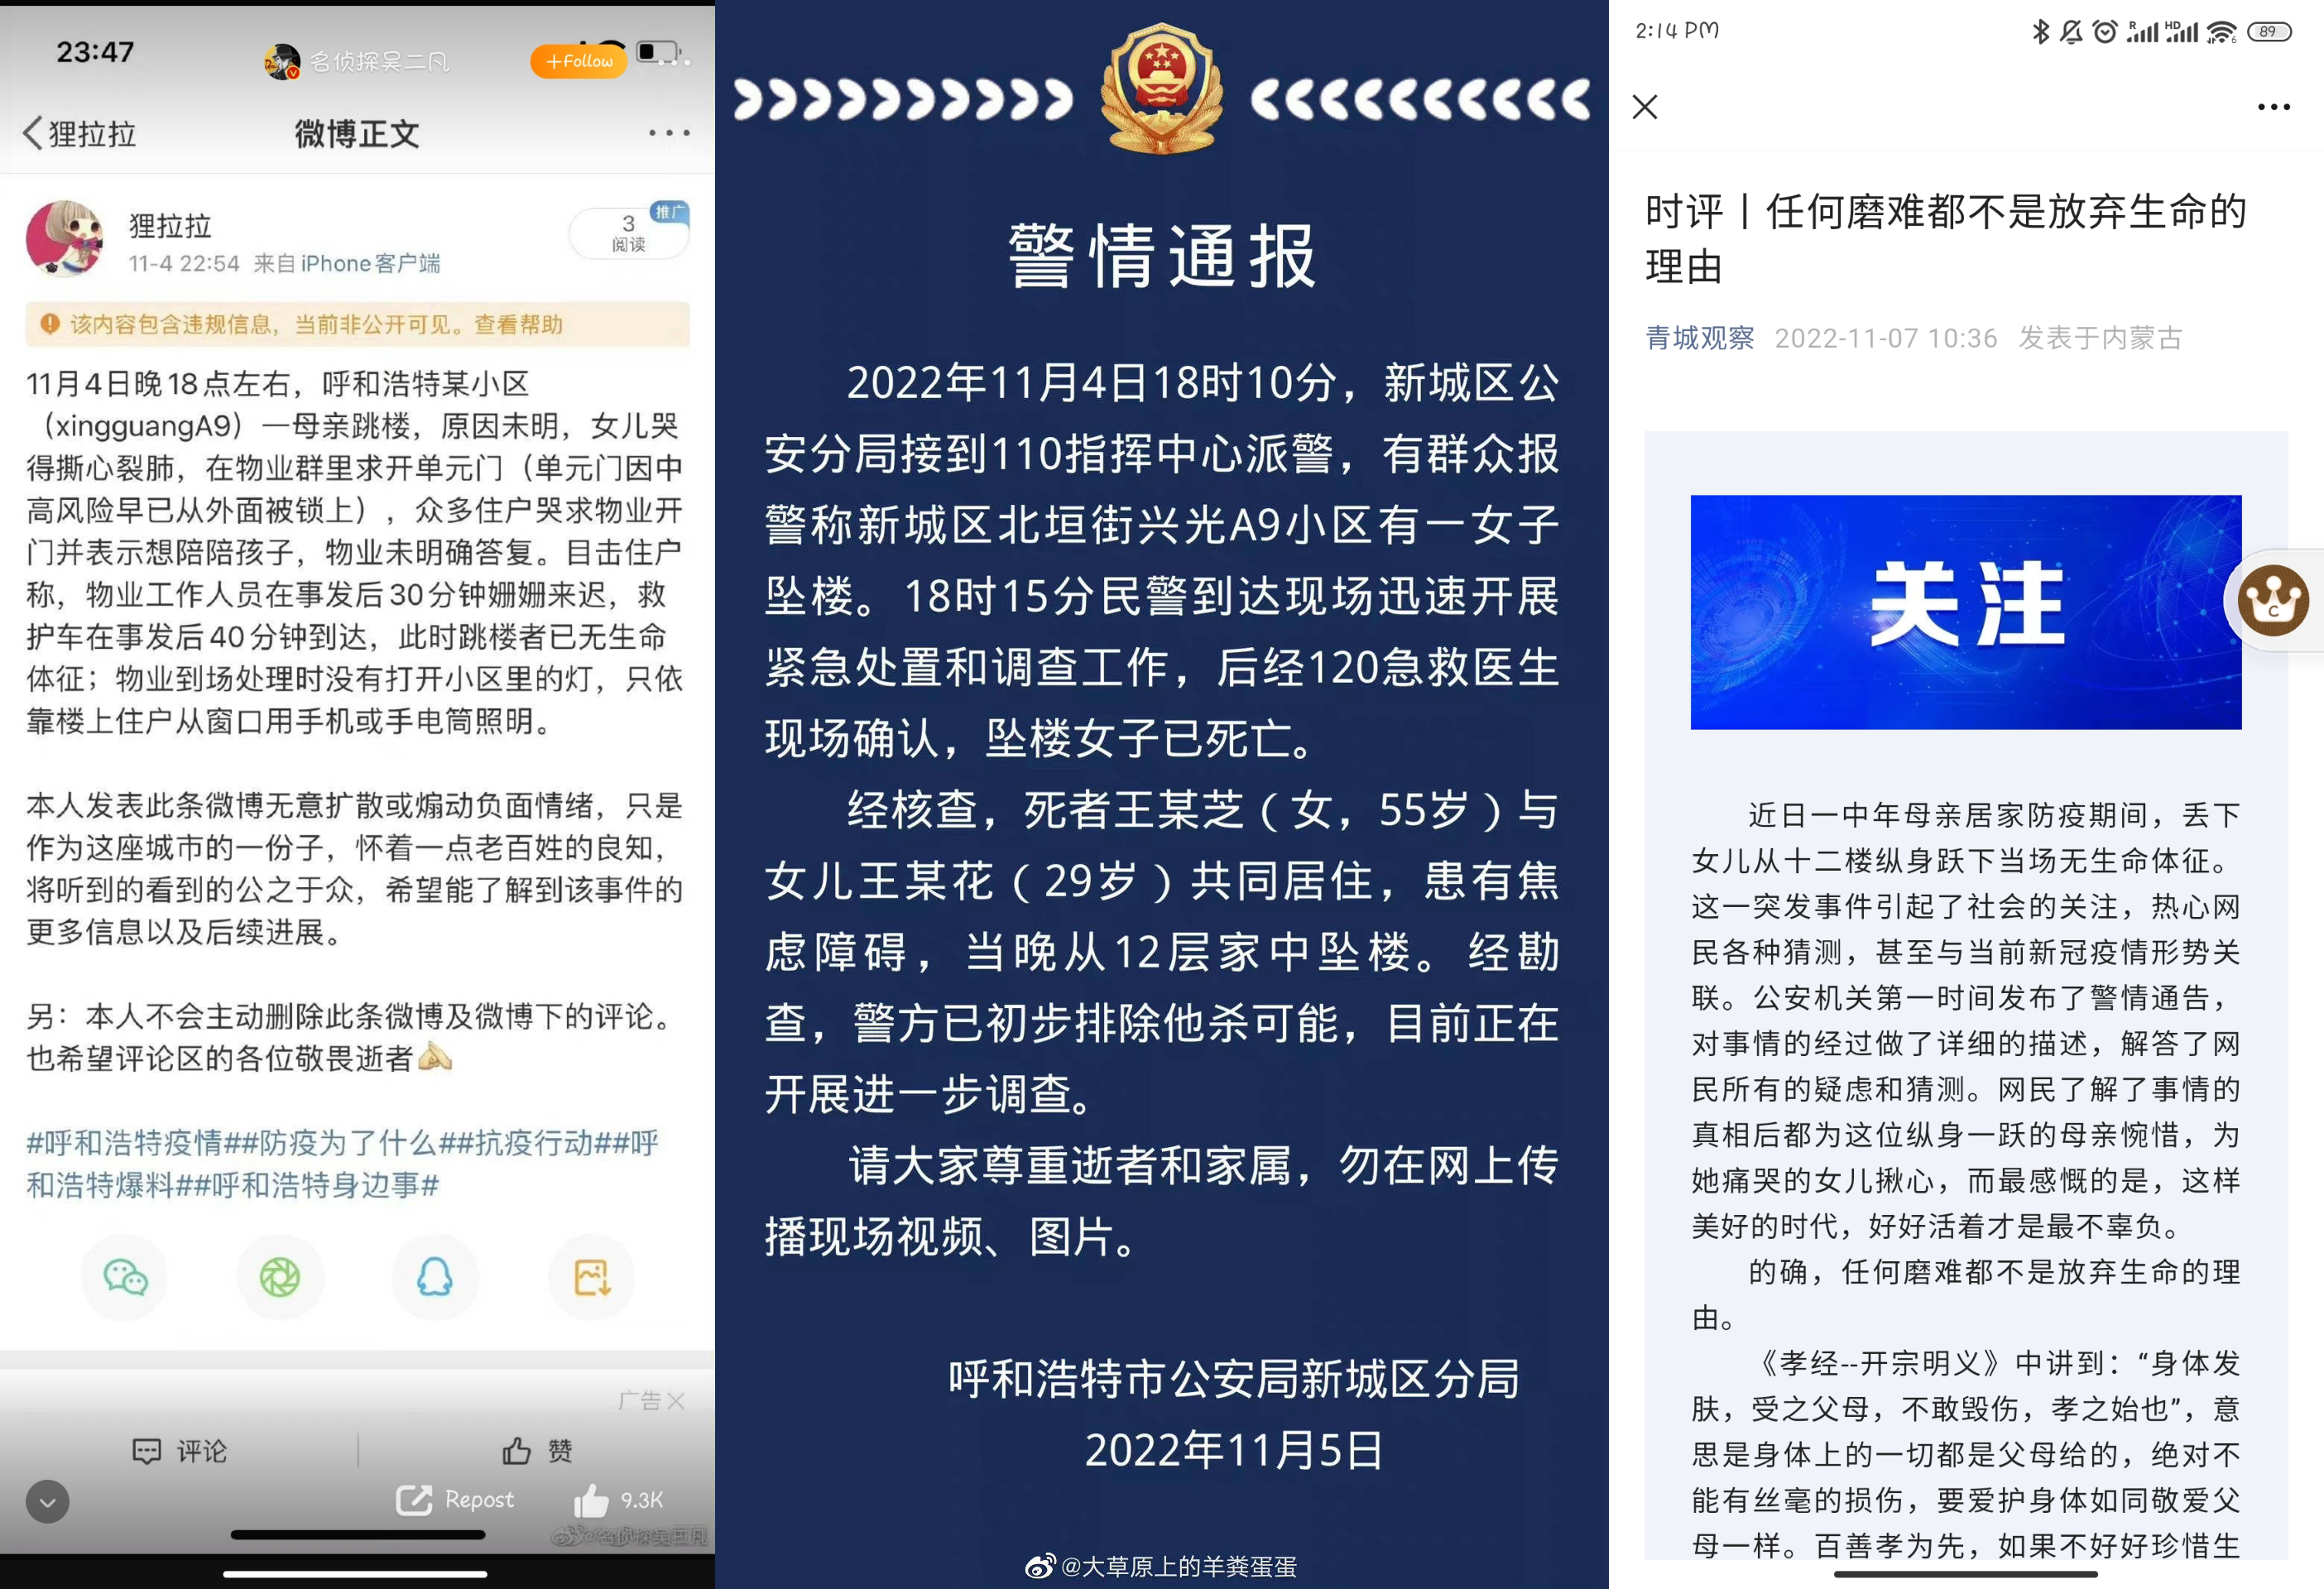 23:47
名侦探吴二凡
+Follow
狸拉拉
微博正文
狸拉拉
11-4 22:54 来自 iPhone客户端
3
阅读
推广
该内容包含违规信息，当前非公开可见。查看帮助
11月4日晚18点左右，呼和浩特某小区
（xingguangA9）一母亲跳楼，原因未明，女儿哭
得撕心裂肺，在物业群里求开单元门（单元门因中
高风险早已从外面被锁上），众多住户哭求物业开
门并表示想陪陪孩子，物业未明确答复。目击住户
称，物业工作人员在事发后30分钟姗姗来迟，救
护车在事发后40分钟到达，此时跳楼者已无生命
体征；物业到场处理时没有打开小区里的灯，只依
靠楼上住户从窗口用手机或手电筒照明。
本人发表此条微博无意扩散或煽动负面情绪，只是
作为这座城市的一份子，怀着一点老百姓的良知，
将听到的看到的公之于众，希望能了解到该事件的
更多信息以及后续进展。
另：本人不会主动删除此条微博及微博下的评论。
也希望评论区的各位敬畏逝者
#呼和浩特疫情##防疫为了什么##抗疫行动##呼
和浩特爆料##呼和浩特身边事#
广告
评论
赞
Repost
9.3K
@名侦探吴二凡
警情通报
2022年11月4日18时10分，新城区公
安分局接到110指挥中心派警，有群众报
警称新城区北垣街兴光A9小区有一女子
坠楼。18时15分民警到达现场迅速开展
紧急处置和调查工作，后经120急救医生
现场确认，坠楼女子已死亡。
经核查，死者王某芝（女，55岁）与
女儿王某花（29岁）共同居住，患有焦
虑障碍，当晚从12层家中坠楼。经勘
查，警方已初步排除他杀可能，目前正在
开展进一步调查。
请大家尊重逝者和家属，勿在网上传
播现场视频、图片。
呼和浩特市公安局新城区分局
2022年11月5日
@大草原上的羊粪蛋蛋
2:14 PM
R
HD
6
89
时评丨任何磨难都不是放弃生命的
理由
青城观察 2022-11-07 10:36 发表于内蒙古
关注
C
近日一中年母亲居家防疫期间，丢下
女儿从十二楼纵身跃下当场无生命体征。
这一突发事件引起了社会的关注，热心网
民各种猜测，甚至与当前新冠疫情形势关
联。公安机关第一时间发布了警情通告，
对事情的经过做了详细的描述，解答了网
民所有的疑虑和猜测。网民了解了事情的
真相后都为这位纵身一跃的母亲惋惜，为
她痛哭的女儿揪心，而最感慨的是，这样
美好的时代，好好活着才是最不辜负。
的确，任何磨难都不是放弃生命的理
由。
《孝经--开宗明义》中讲到：“身体发
肤，受之父母，不敢毁伤，孝之始也”，意
思是身体上的一切都是父母给的，绝对不
能有丝毫的损伤，要爱护身体如同敬爱父
母一样。百善孝为先，如果不好好珍惜生